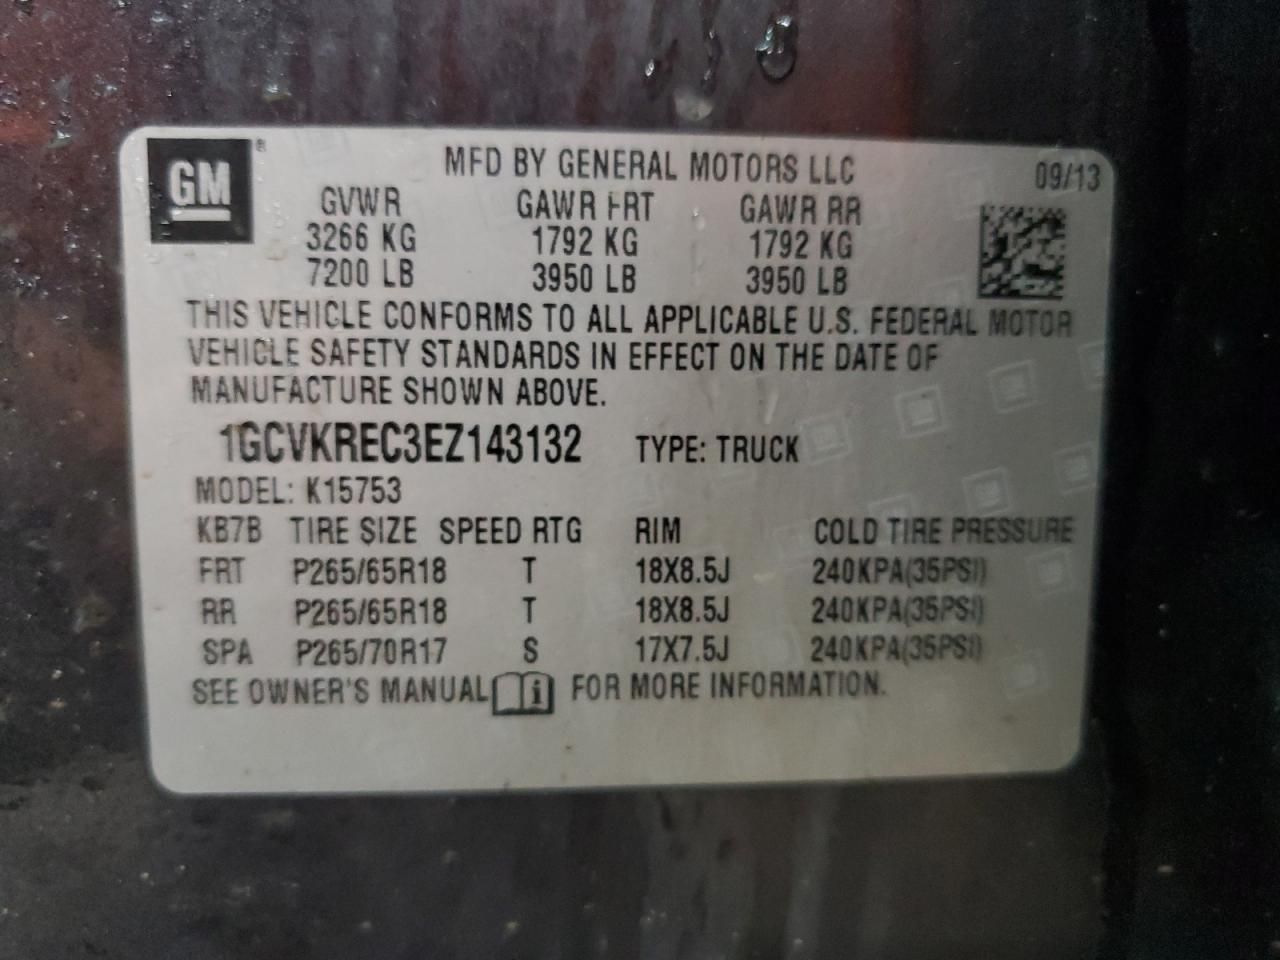 GM®
MFD BY GENERAL MOTORS LLC 09/13
GVWR GAWR FRT GAWR RR
3266 KG 1792 KG 1792 KG
7200 LB 3950 LB 3950 LB
THIS VEHICLE CONFORMS TO ALL APPLICABLE U.S. FEDERAL MOTOR
VEHICLE SAFETY STANDARDS IN EFFECT ON THE DATE OF
MANUFACTURE SHOWN ABOVE.
1GCVKREC3EZ143132 TYPE: TRUCK
MODEL: K15753
KB7B TIRE SIZE SPEED RTG RIM COLD TIRE PRESSURE
FRT P265/65R18 T 18X8.5J 240KPA(35PSI)
RR P265/65R18 T 18X8.5J 240KPA(35PSI)
SPA P265/70R17 S 17X7.5J 240KPA(35PSI)
SEE OWNER'S MANUAL i FOR MORE INFORMATION.